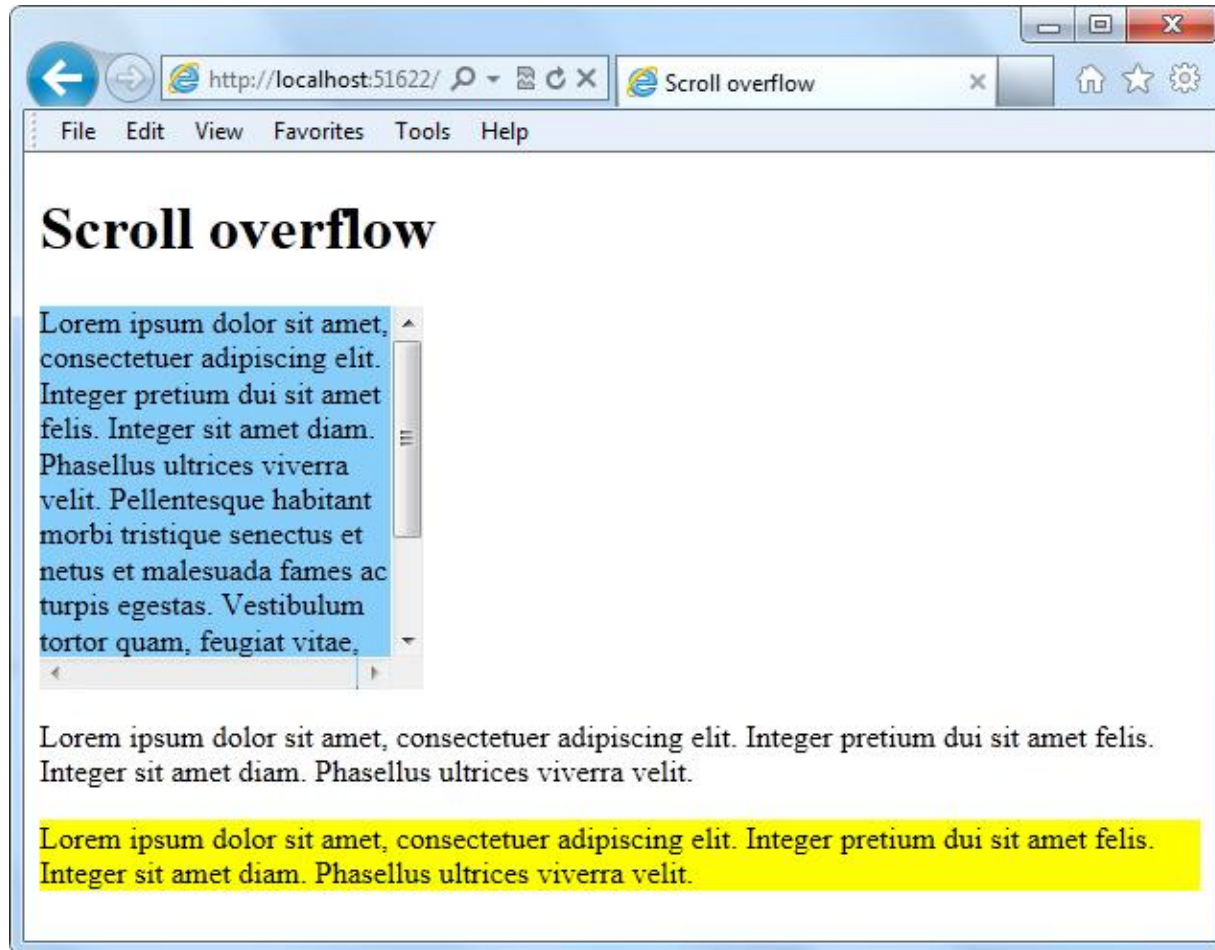 http://localhost:51622/
Scroll overflow
File Edit View Favorites Tools Help
Scroll overflow
Lorem ipsum dolor sit amet,
consectetuer adipiscing elit.
Integer pretium dui sit amet
felis. Integer sit amet diam.
Phasellus ultrices viverra
velit. Pellentesque habitant
morbi tristique senectus et
netus et malesuada fames ac
turpis egestas. Vestibulum
tortor quam, feugiat vitae,
Lorem ipsum dolor sit amet, consectetuer adipiscing elit. Integer pretium dui sit amet felis.
Integer sit amet diam. Phasellus ultrices viverra velit.
Lorem ipsum dolor sit amet, consectetuer adipiscing elit. Integer pretium dui sit amet felis.
Integer sit amet diam. Phasellus ultrices viverra velit.